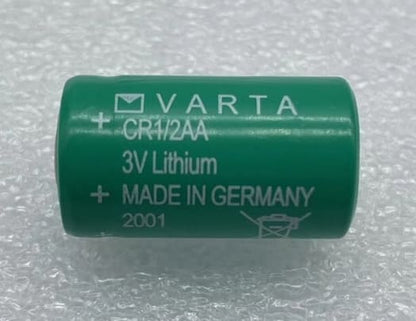 VARTA
+ CR1/2AA
3V Lithium
+ MADE IN GERMANY
2001